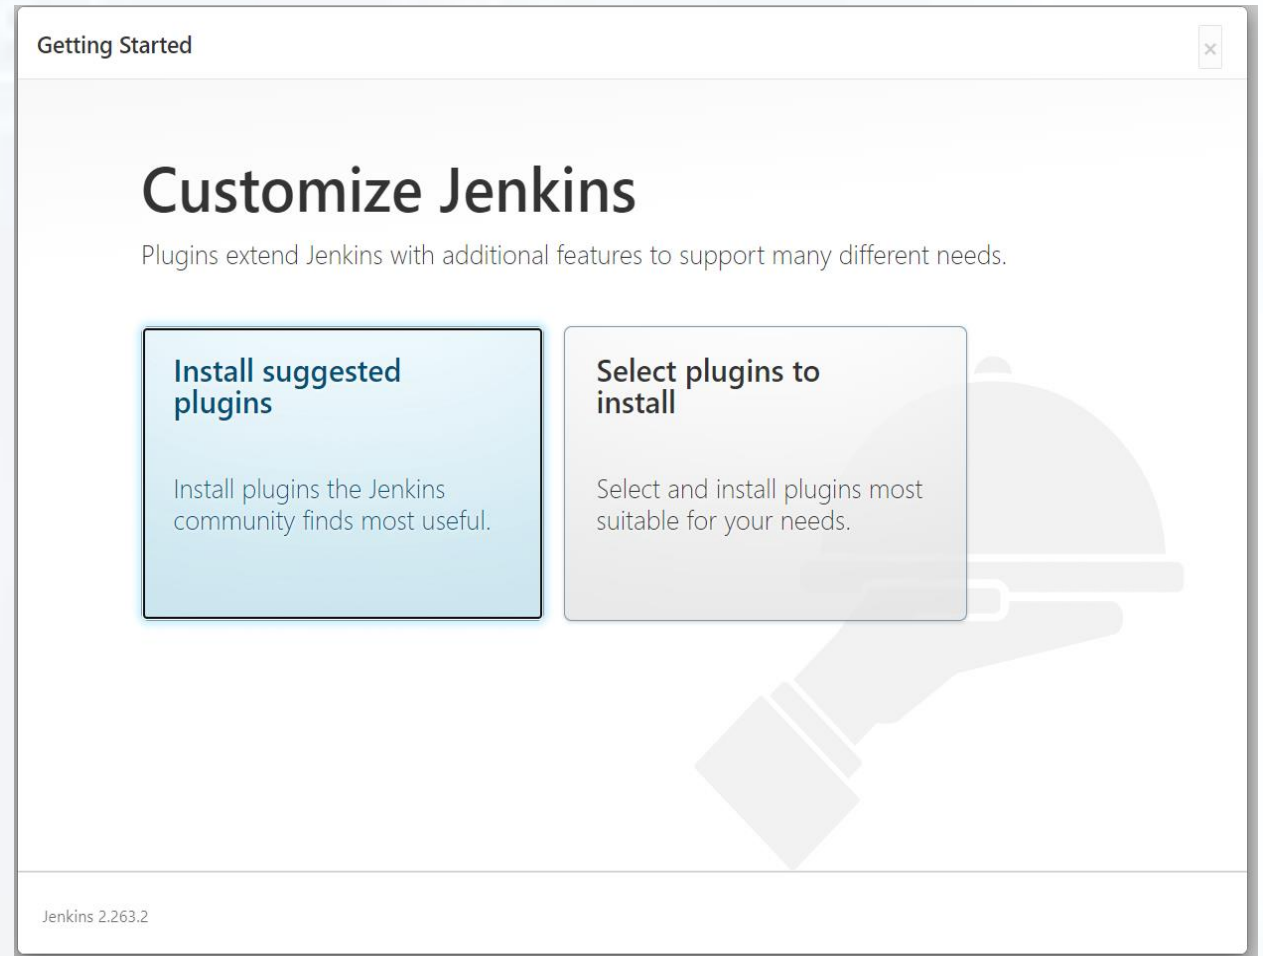 Getting Started
×
Customize Jenkins
Plugins extend Jenkins with additional features to support many different needs.
Install suggested
plugins
Install plugins the Jenkins
community finds most useful.
Select plugins to
install
Select and install plugins most
suitable for your needs.
Jenkins 2.263.2